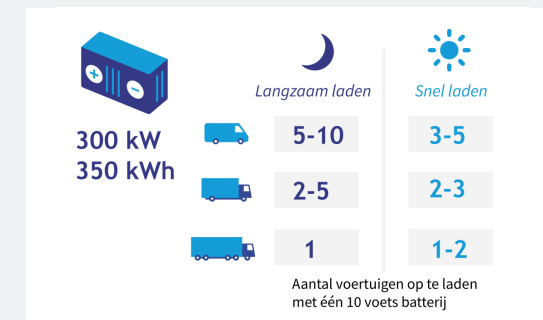 Langzaam laden
Snel laden
300 kW
350 kWh
5-10
3-5
2-5
2-3
1
1-2
Aantal voertuigen op te laden
met één 10 voets batterij